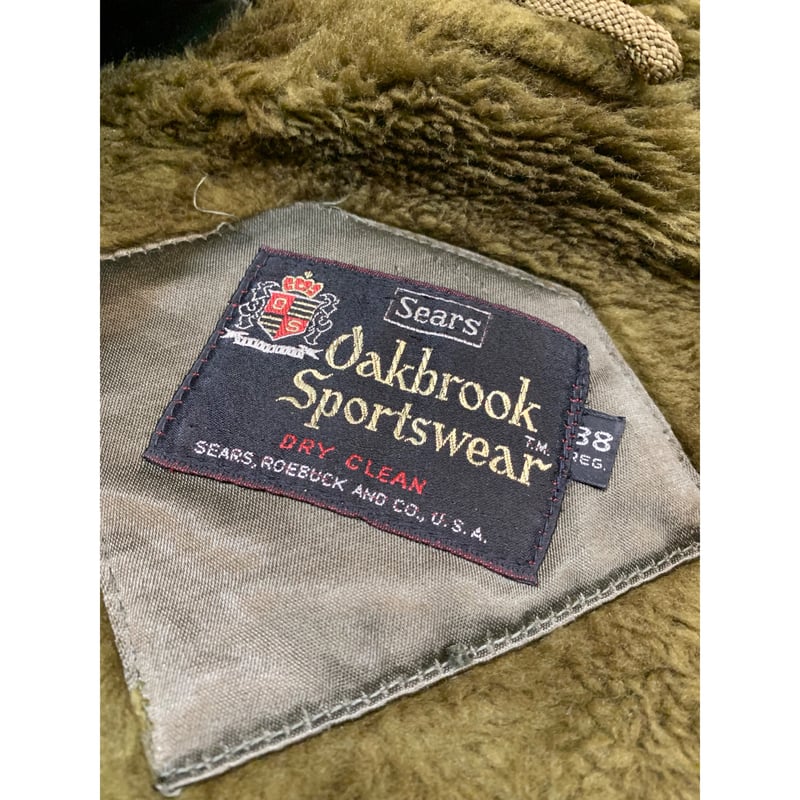 O
S
Sears
Oakbrook
Sportswear T.M.
DRY CLEAN
SEARS, ROEBUCK AND CO., U.S.A.
38
REG.